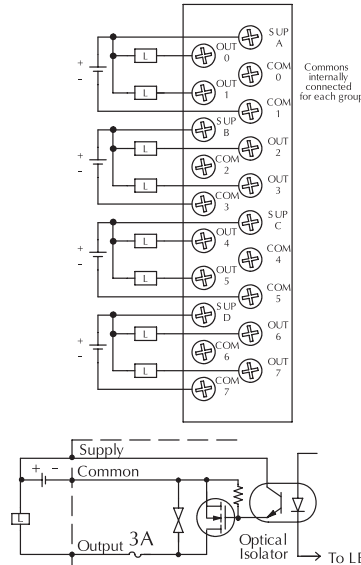 SUP
A
OUT
0
COM
0
Commons
internally
connected
for each group
OUT
1
COM
1
SUP
B
OUT
2
COM
2
OUT
3
COM
3
SUP
C
OUT
4
COM
4
OUT
5
COM
5
SUP
D
OUT
6
COM
6
OUT
7
COM
7
+
-
L
L
+
-
L
L
+
-
L
L
+
-
L
L
Supply
+ -
Common
L
Output 3A
Optical
Isolator
To LE